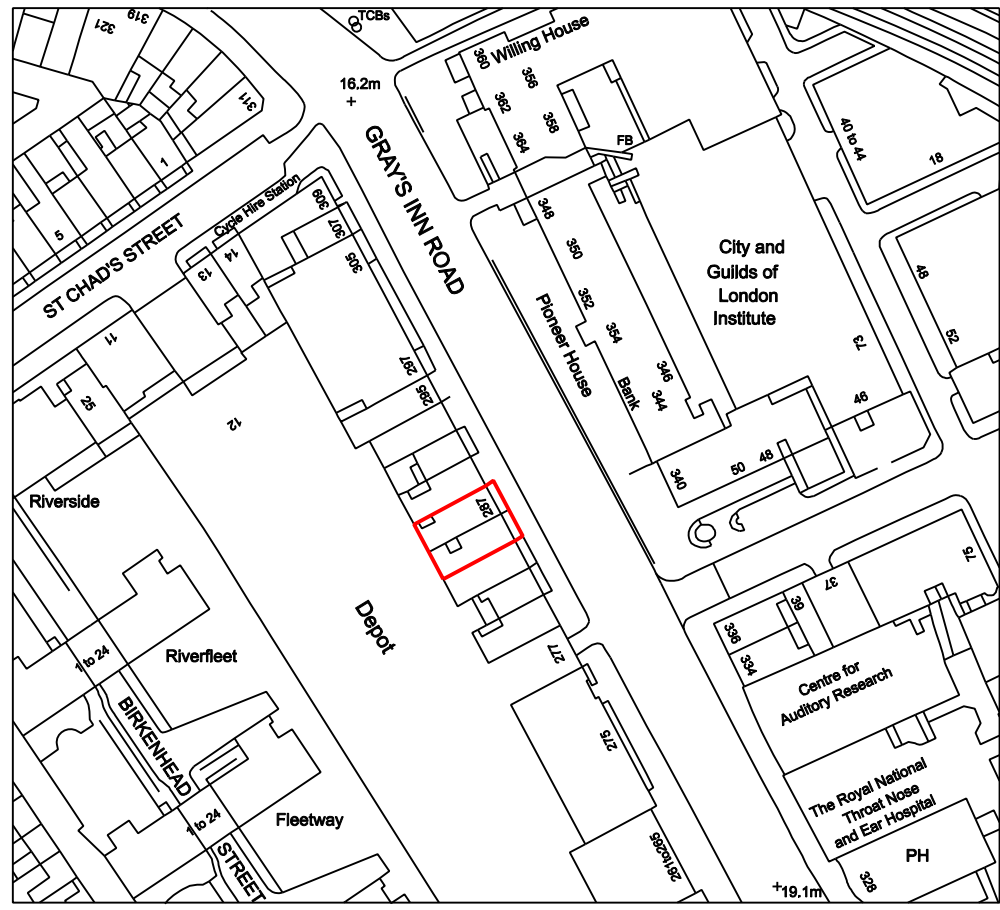 319
321
TCBs
360
Willing House
16.2m
356
311
362
358
364
FB
40 to 44
18
1
5
Cycle Hire Station
309
307
305
348
350
GRAY'S INN ROAD
ST CHAD'S STREET
13
14
City and
Guilds of
London
Institute
48
52
352
354
Pioneer House
73
11
297
295
346
344
Bank
46
25
12
50
48
340
Riverside
287
75
Depot
336
334
39
37
277
1 to 24
Riverfleet
Centre for
Auditory Research
BIRKENHEAD
STREET
275
The Royal National
Throat Nose
and Ear Hospital
1 to 24
Fleetway
261to265
PH
328
19.1m